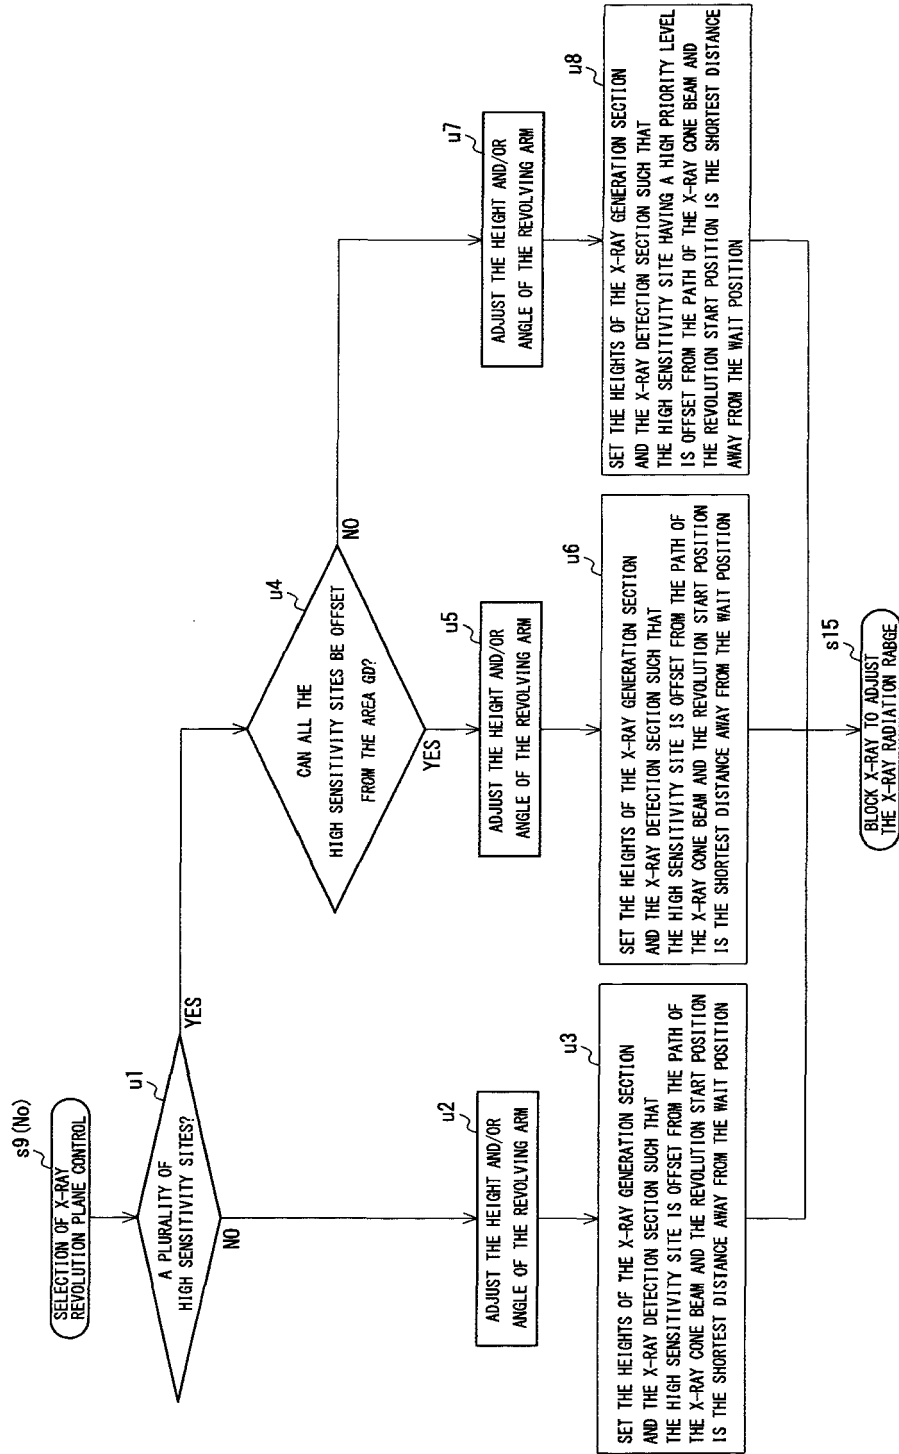 s9 (No)
SELECTION OF X-RAY
REVOLUTION PLANE CONTROL
u1
A PLURALITY OF
HIGH SENSITIVITY SITES?
YES
NO
u4
CAN ALL THE
HIGH SENSITIVITY SITES BE OFFSET
FROM THE AREA GD?
NO
YES
u2
ADJUST THE HEIGHT AND/OR
ANGLE OF THE REVOLVING ARM
u5
ADJUST THE HEIGHT AND/OR
ANGLE OF THE REVOLVING ARM
u7
ADJUST THE HEIGHT AND/OR
ANGLE OF THE REVOLVING ARM
u3
SET THE HEIGHTS OF THE X-RAY GENERATION SECTION
AND THE X-RAY DETECTION SECTION SUCH THAT
THE HIGH SENSITIVITY SITE IS OFFSET FROM THE PATH OF
THE X-RAY CONE BEAM AND THE REVOLUTION START POSITION
IS THE SHORTEST DISTANCE AWAY FROM THE WAIT POSITION
u6
SET THE HEIGHTS OF THE X-RAY GENERATION SECTION
AND THE X-RAY DETECTION SECTION SUCH THAT
THE HIGH SENSITIVITY SITE IS OFFSET FROM THE PATH OF
THE X-RAY CONE BEAM AND THE REVOLUTION START POSITION
IS THE SHORTEST DISTANCE AWAY FROM THE WAIT POSITION
u8
SET THE HEIGHTS OF THE X-RAY GENERATION SECTION
AND THE X-RAY DETECTION SECTION SUCH THAT
THE HIGH SENSITIVITY SITE HAVING A HIGH PRIORITY LEVEL
IS OFFSET FROM THE PATH OF THE X-RAY CONE BEAM AND
THE REVOLUTION START POSITION IS THE SHORTEST DISTANCE
AWAY FROM THE WAIT POSITION
s15
BLOCK X-RAY TO ADJUST
THE X-RAY RADIATION RABGE